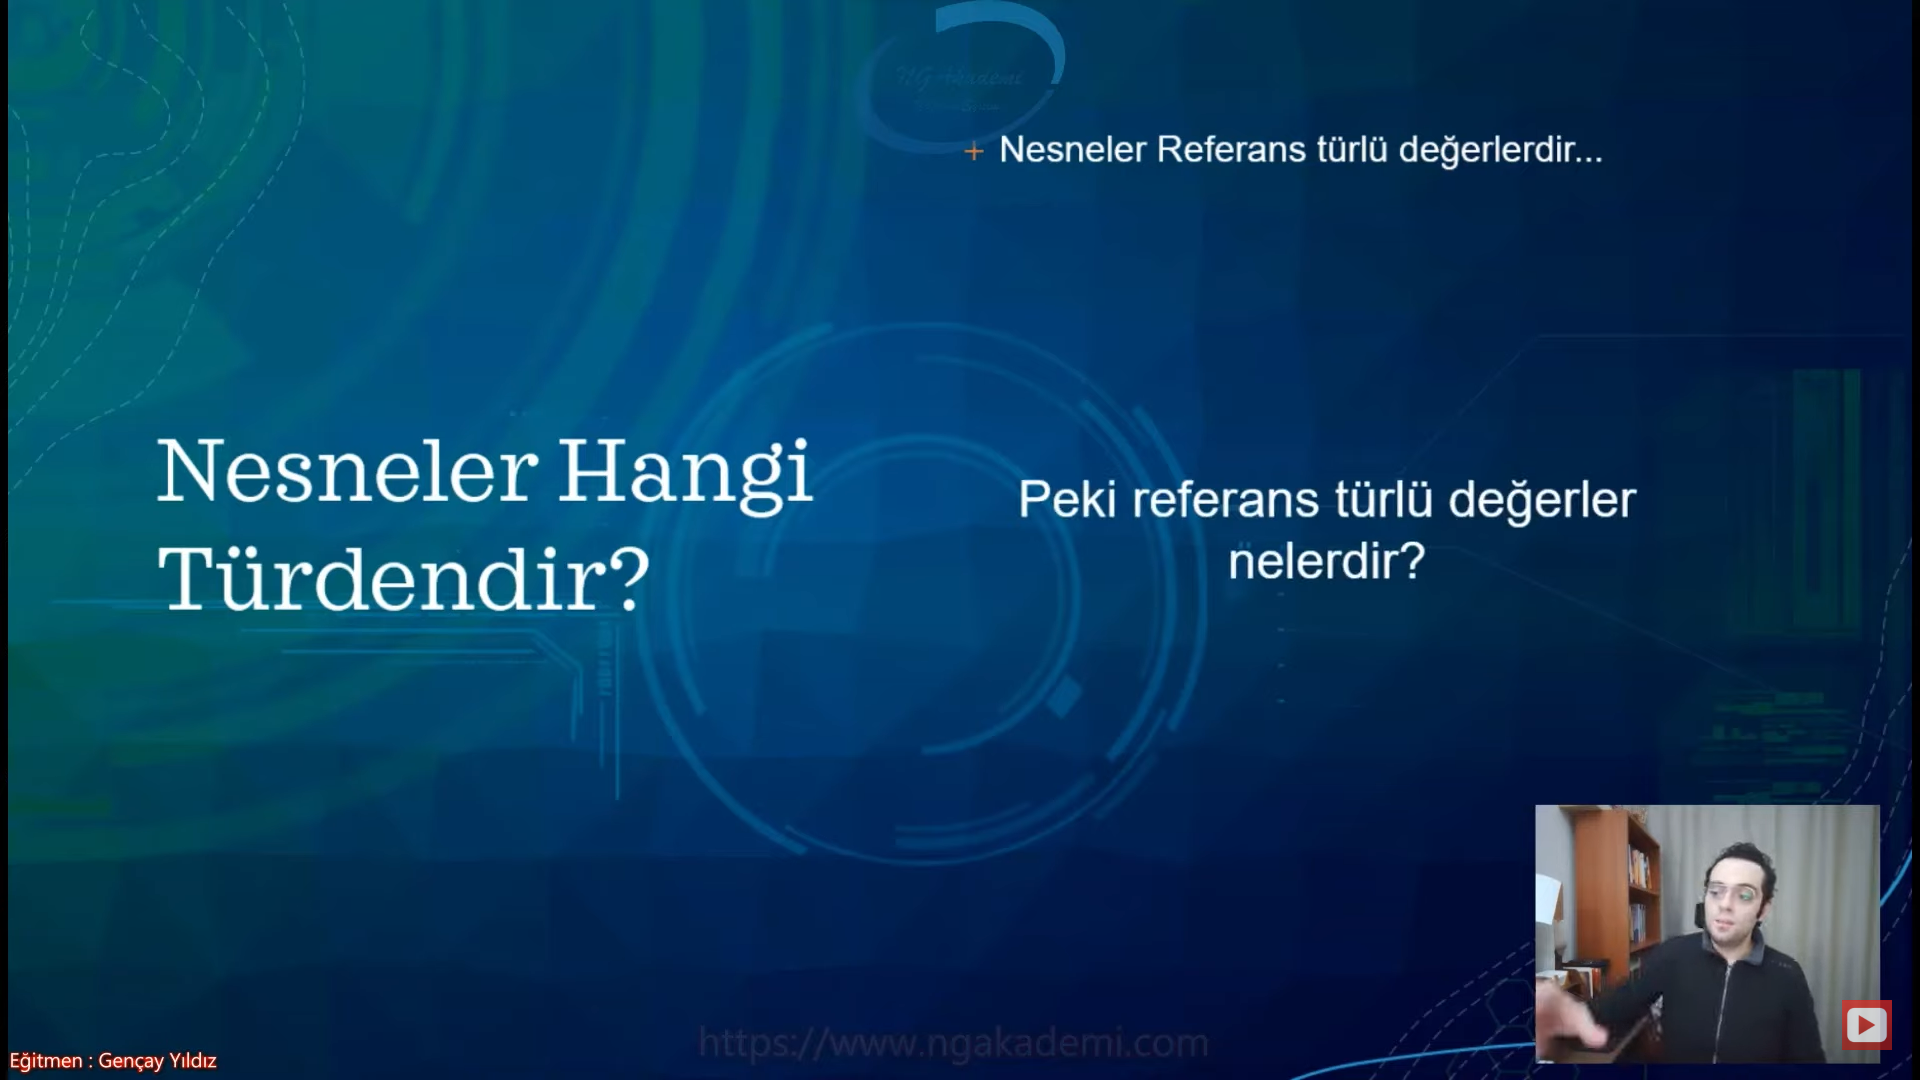 NG Akademi
+ Nesneler Referans türlü değerlerdir...
Nesneler Hangi
Türdendir?
Peki referans türlü değerler
nelerdir?
https://www.ngakademi.com
Eğitmen : Gençay Yıldız